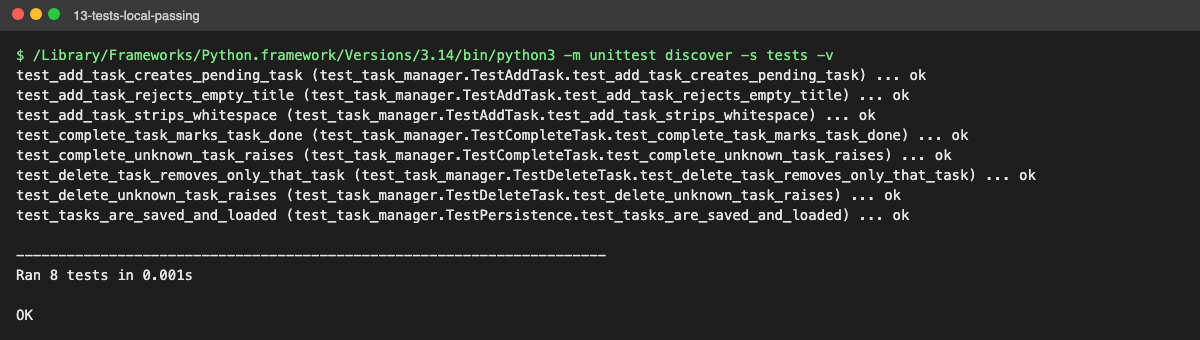 13-tests-local-passing
$ /Library/Frameworks/Python.framework/Versions/3.14/bin/python3 -m unittest discover -s tests -v
test_add_task_creates_pending_task (test_task_manager.TestAddTask.test_add_task_creates_pending_task) ... ok
test_add_task_rejects_empty_title (test_task_manager.TestAddTask.test_add_task_rejects_empty_title) ... ok
test_add_task_strips_whitespace (test_task_manager.TestAddTask.test_add_task_strips_whitespace) ... ok
test_complete_task_marks_task_done (test_task_manager.TestCompleteTask.test_complete_task_marks_task_done) ... ok
test_complete_unknown_task_raises (test_task_manager.TestCompleteTask.test_complete_unknown_task_raises) ... ok
test_delete_task_removes_only_that_task (test_task_manager.TestDeleteTask.test_delete_task_removes_only_that_task) ... ok
test_delete_unknown_task_raises (test_task_manager.TestDeleteTask.test_delete_unknown_task_raises) ... ok
test_tasks_are_saved_and_loaded (test_task_manager.TestPersistence.test_tasks_are_saved_and_loaded) ... ok
----------------------------------------------------------------------
Ran 8 tests in 0.001s
OK